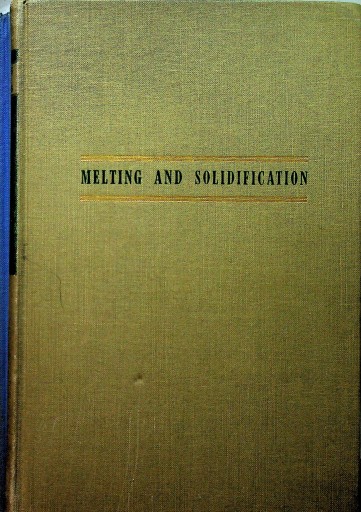 MELTING AND SOLIDIFICATION